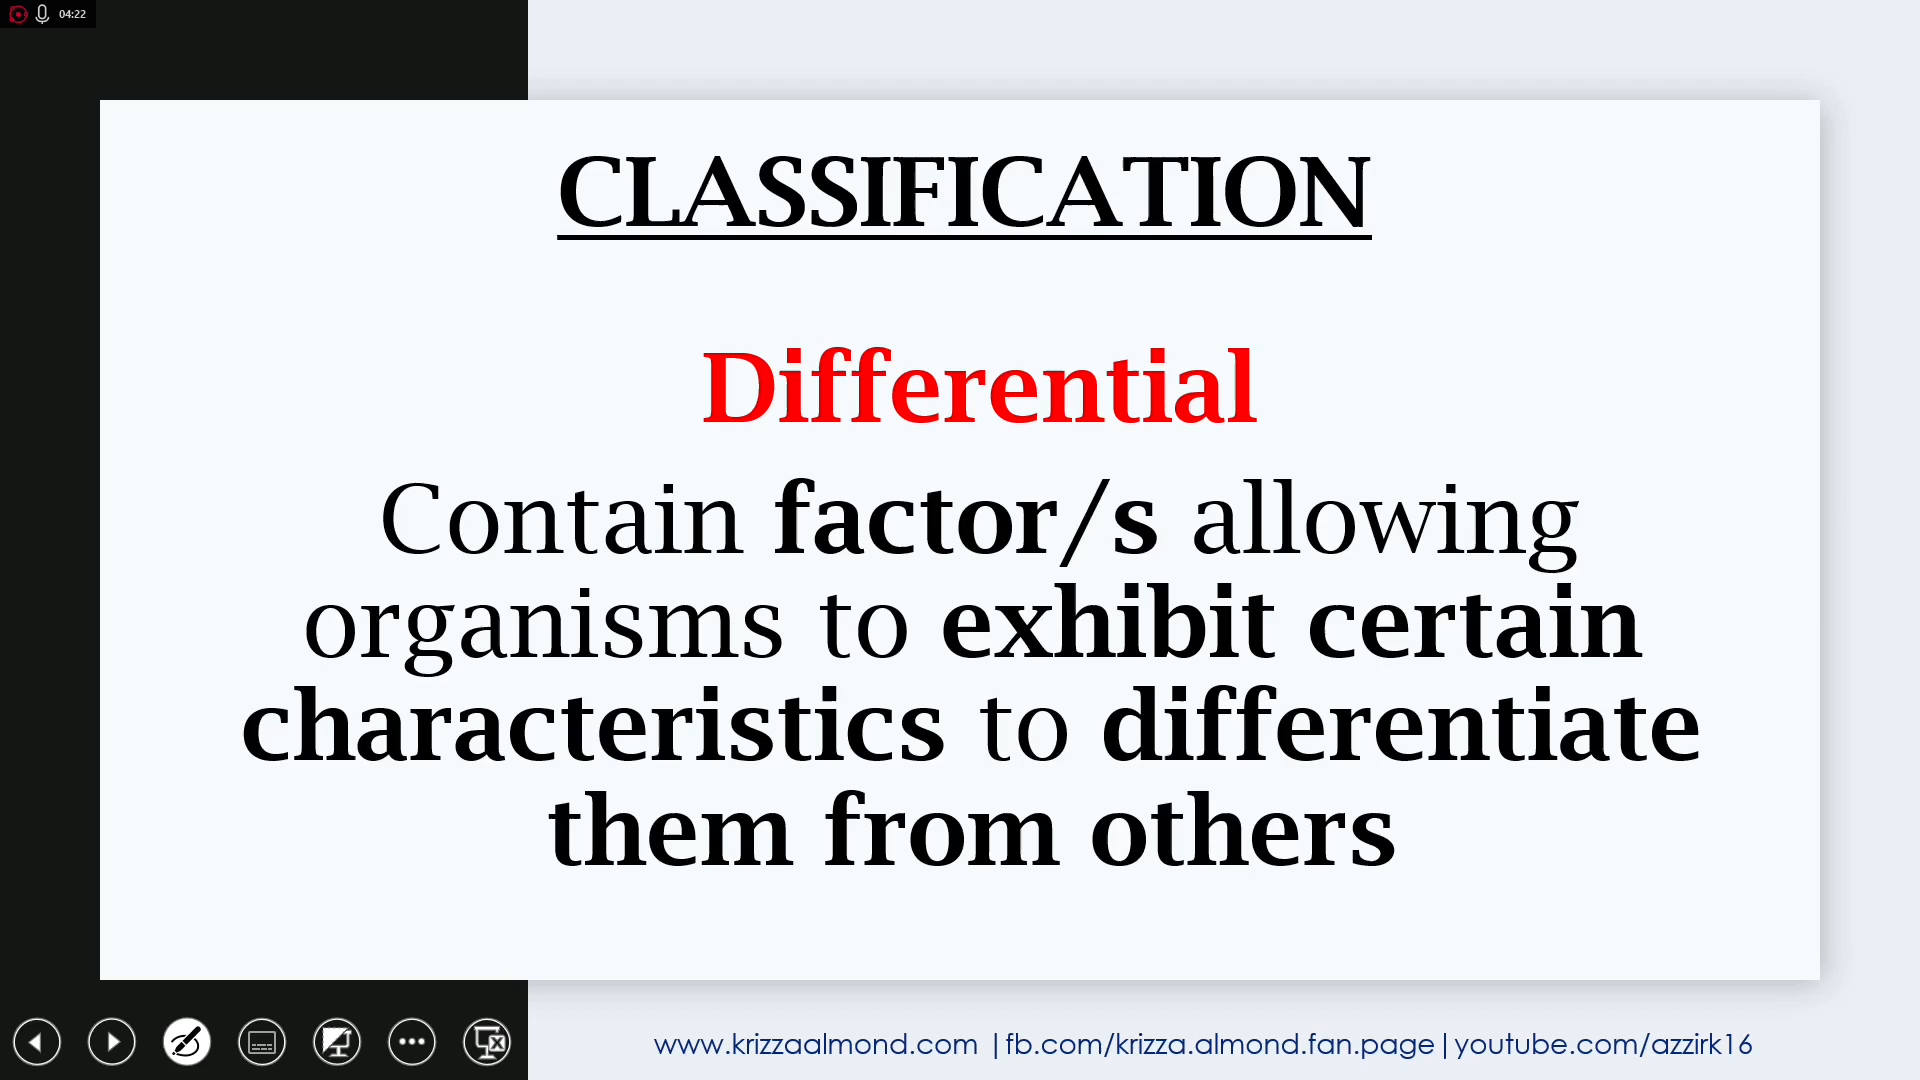 04:22
CLASSIFICATION
Differential
Contain factor/s allowing
organisms to exhibit certain
characteristics to differentiate
them from others
www.krizzaalmond.com |fb.com/krizza.almond.fan.page|youtube.com/azzirk16